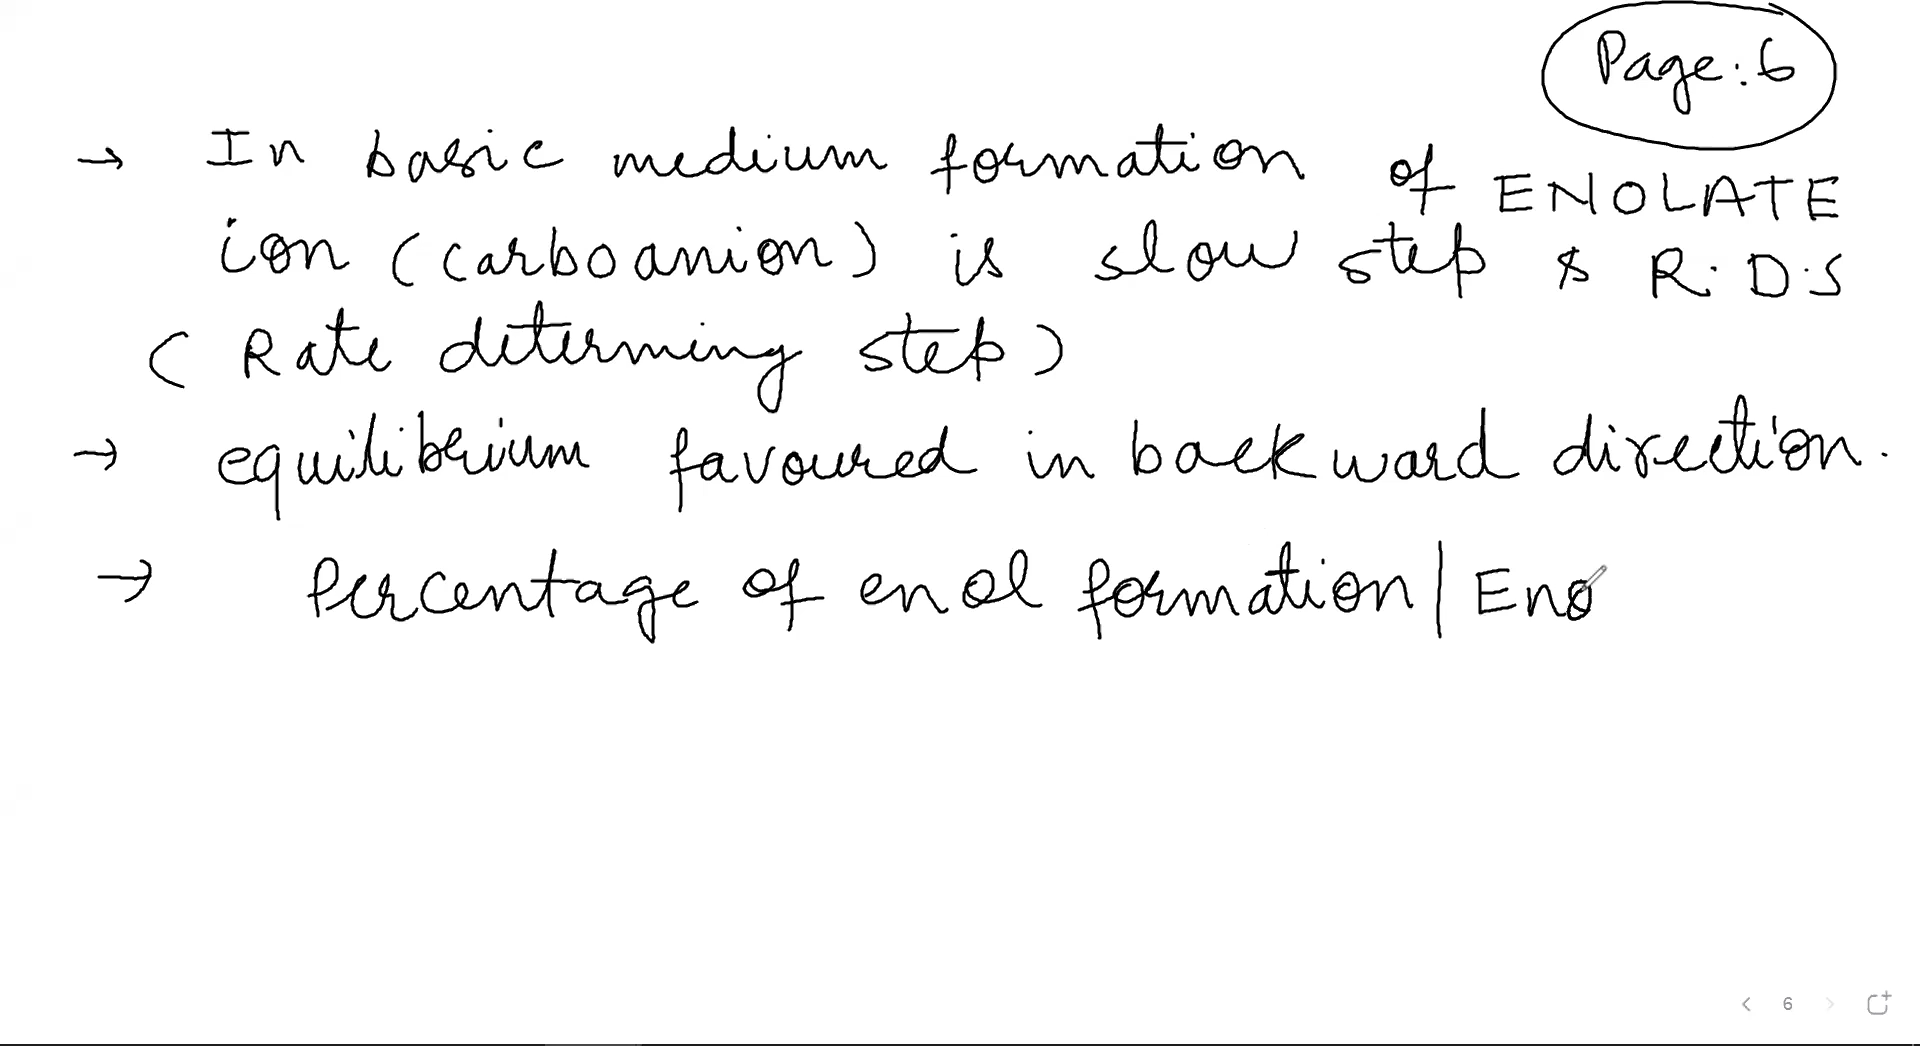 Page: 6
→ In basic medium formation of ENOLATE
ion (carboanion) is slow step & R.D.S
(Rate determing step)
→ equilibrium favoured in backward direction.
→ Percentage of enol formation | Eno
6